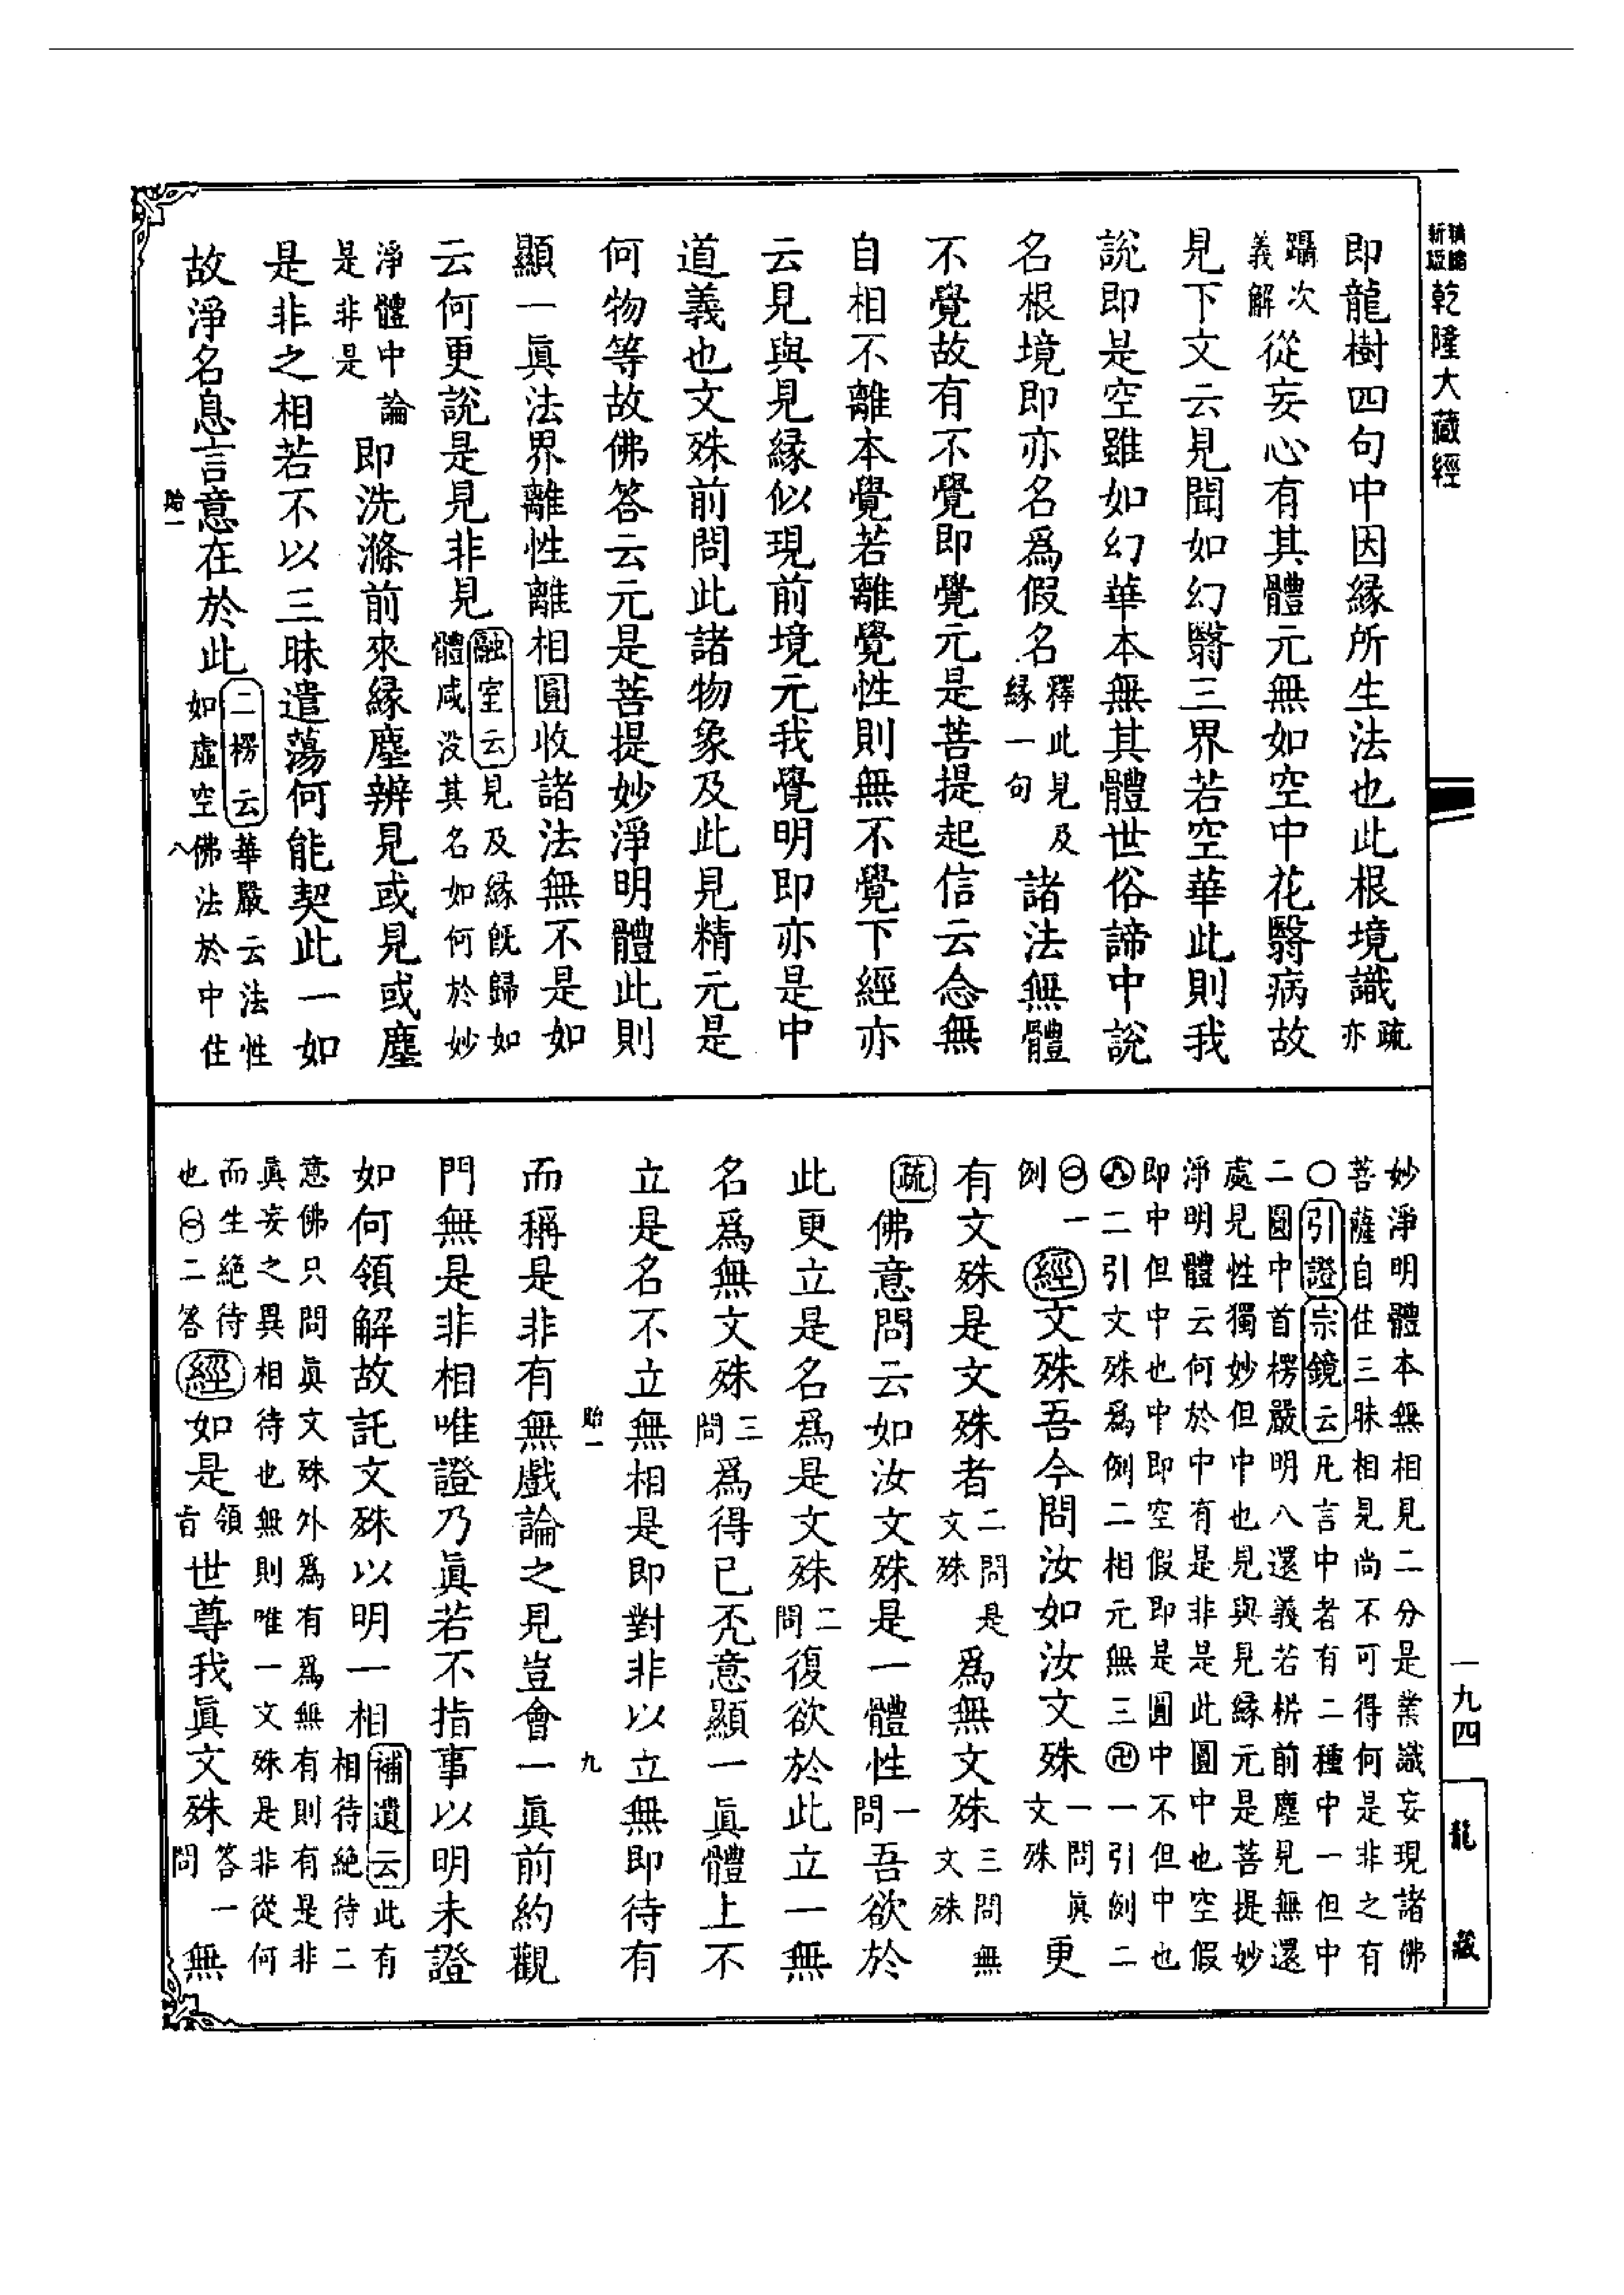 乾隆大藏經
即龍樹四句中因緣所生法也此根境識疏亦
躡次義解從妄心有其體元無如空中花翳病故
見下文云見聞如幻翳三界若空華此則我
說即是空雖如幻華本無其體世俗諦中說
名根境即亦名為假名釋此見及緣一句諸法無體
不覺故有不覺即覺元是菩提起信云念無
自相不離本覺若離覺性則無不覺下經亦
云見與見緣似現前境元我覺明即亦是中
道義也文殊前問此諸物象及此見精元是
何物等故佛答云元是菩提妙淨明體此則
顯一真法界離性離相圓收諸法無不是如
云何更說是見非見融室云見及緣既歸如體咸沒其名如何於妙
淨體中論是非是即洗滌前來緣塵辨見或見或塵
是非之相若不以三昧遣蕩何能契此一如
故淨名息言意在於此二楞云華嚴云法性如虛空佛法於中住
貽一
八
妙淨明體本無相見二分是業識妄現諸佛
菩薩自住三昧相見尚不可得何是非之有
〇引證宗鏡云凡言中者有二種中一但中
二圓中首楞嚴明八還義若析前塵見無還
處見性獨妙但中也見與見緣元是菩提妙
淨明體云何於中有是非是此圓中也空假
即中但中也中即空假即是圓中不但中也
二引文殊為例二相元無三卍一引例二
例一經文殊吾今問汝如汝文殊一問真文殊更
有文殊是文殊者二問是文殊為無文殊三問無文殊
疏佛意問云如汝文殊是一體性一問吾欲於
此更立是名為是文殊二問復欲於此立一無
名為無文殊三問為得已不意顯一真體上不
立是名不立無相是即對非以立無即待有
貽一
九
而稱是非有無戲論之見豈會一真前約觀
門無是非相唯證乃真若不指事以明未證
如何領解故託文殊以明一相補遺云此有相待絕待二
意佛只問真文殊外為有為無有則有是非
真妄之異相待也無則唯一文殊是非從何
而生絕待也二答經如是領旨世尊我真文殊答一問無
一九四
龍藏